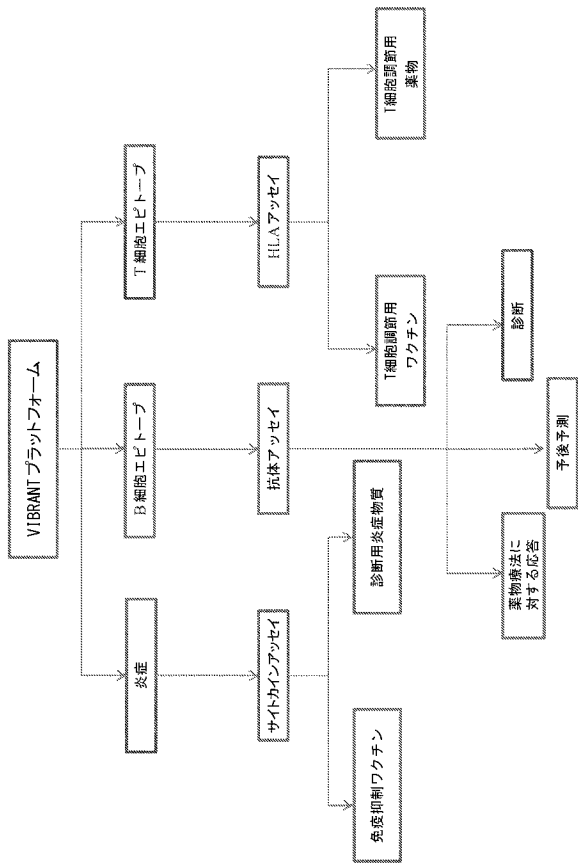 VIBRANTプラットフォーム
炎症
B細胞エピトープ
T細胞エピトープ
サイトカインアッセイ
抗体アッセイ
HLAアッセイ
免疫抑制ワクチン
診断用炎症物質
T細胞調節用
ワクチン
T細胞調節用
薬物
薬物療法に
対する応答
予後予測
診断